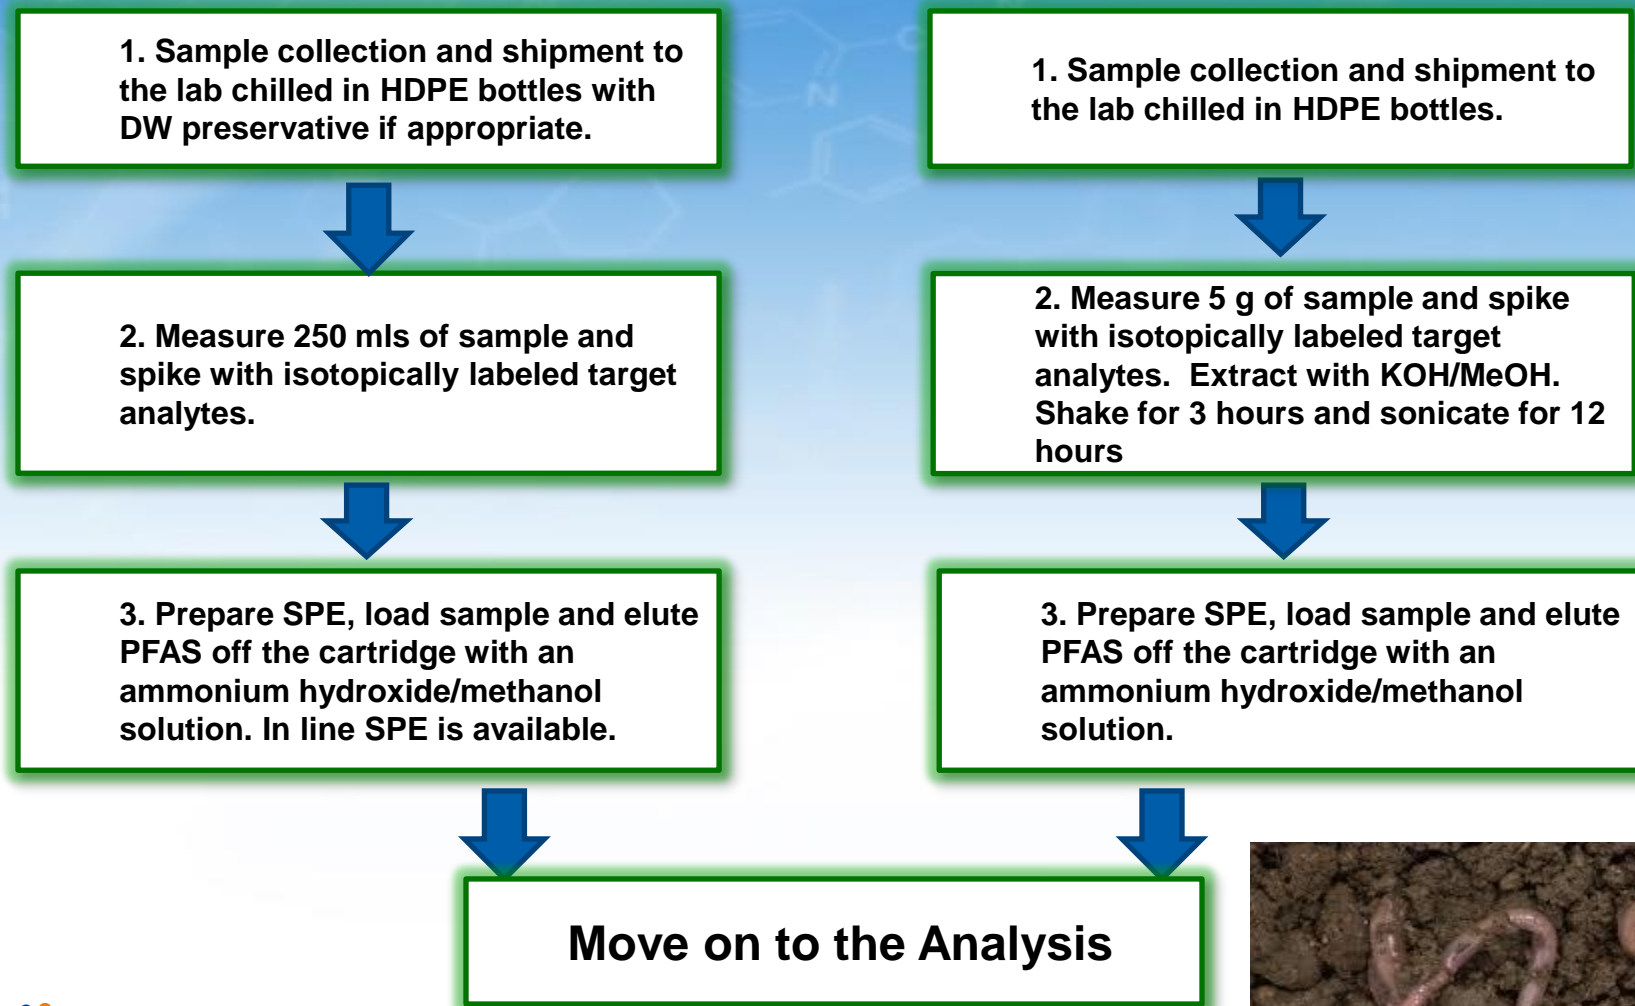 1. Sample collection and shipment to
the lab chilled in HDPE bottles with
DW preservative if appropriate.
2. Measure 250 mls of sample and
spike with isotopically labeled target
analytes.
3. Prepare SPE, load sample and elute
PFAS off the cartridge with an
ammonium hydroxide/methanol
solution. In line SPE is available.
1. Sample collection and shipment to
the lab chilled in HDPE bottles.
2. Measure 5 g of sample and spike
with isotopically labeled target
analytes.  Extract with KOH/MeOH.
Shake for 3 hours and sonicate for 12
hours
3. Prepare SPE, load sample and elute
PFAS off the cartridge with an
ammonium hydroxide/methanol
solution.
Move on to the Analysis
N